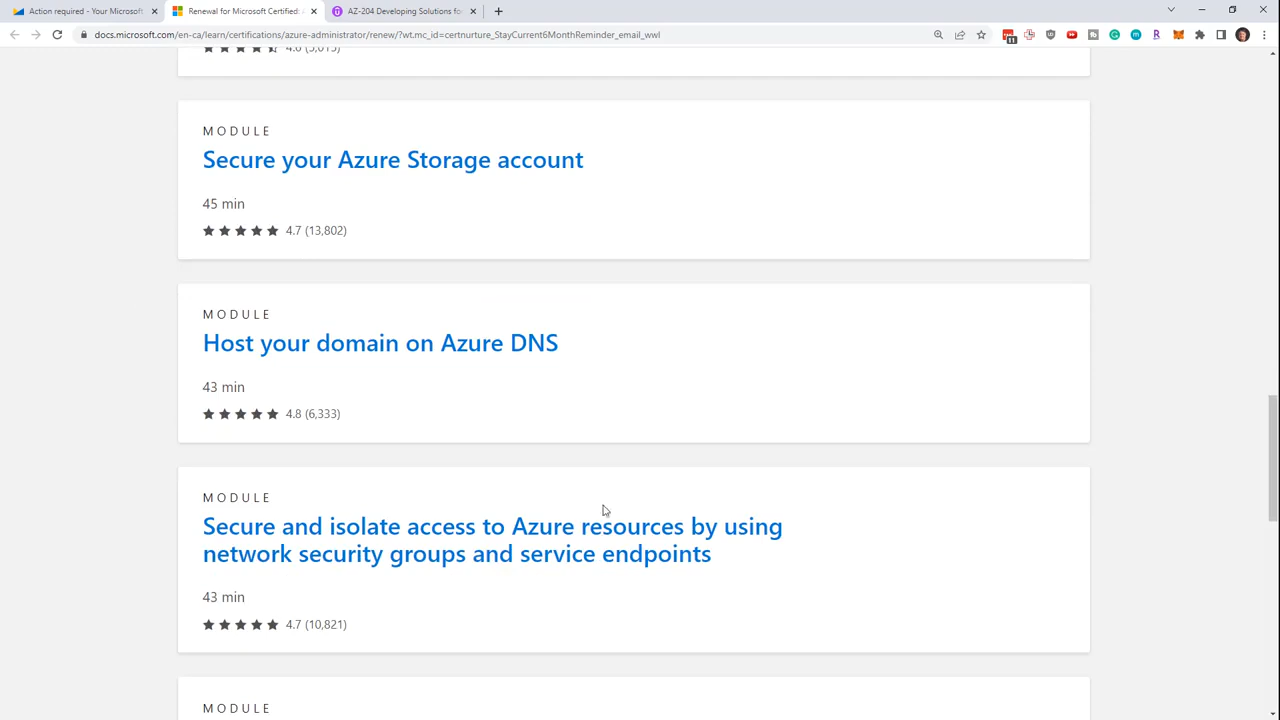 Action required - Your Microsoft
Renewal for Microsoft Certified:
AZ-204 Developing Solutions fo
docs.microsoft.com/en-ca/learn/certifications/azure-administrator/renew/?wt.mc_id=certnurture_StayCurrent6MonthReminder_email_wwl
11
MODULE
Secure your Azure Storage account
45 min
4.7 (13,802)
MODULE
Host your domain on Azure DNS
43 min
4.8 (6,333)
MODULE
Secure and isolate access to Azure resources by using
network security groups and service endpoints
43 min
4.7 (10,821)
MODULE